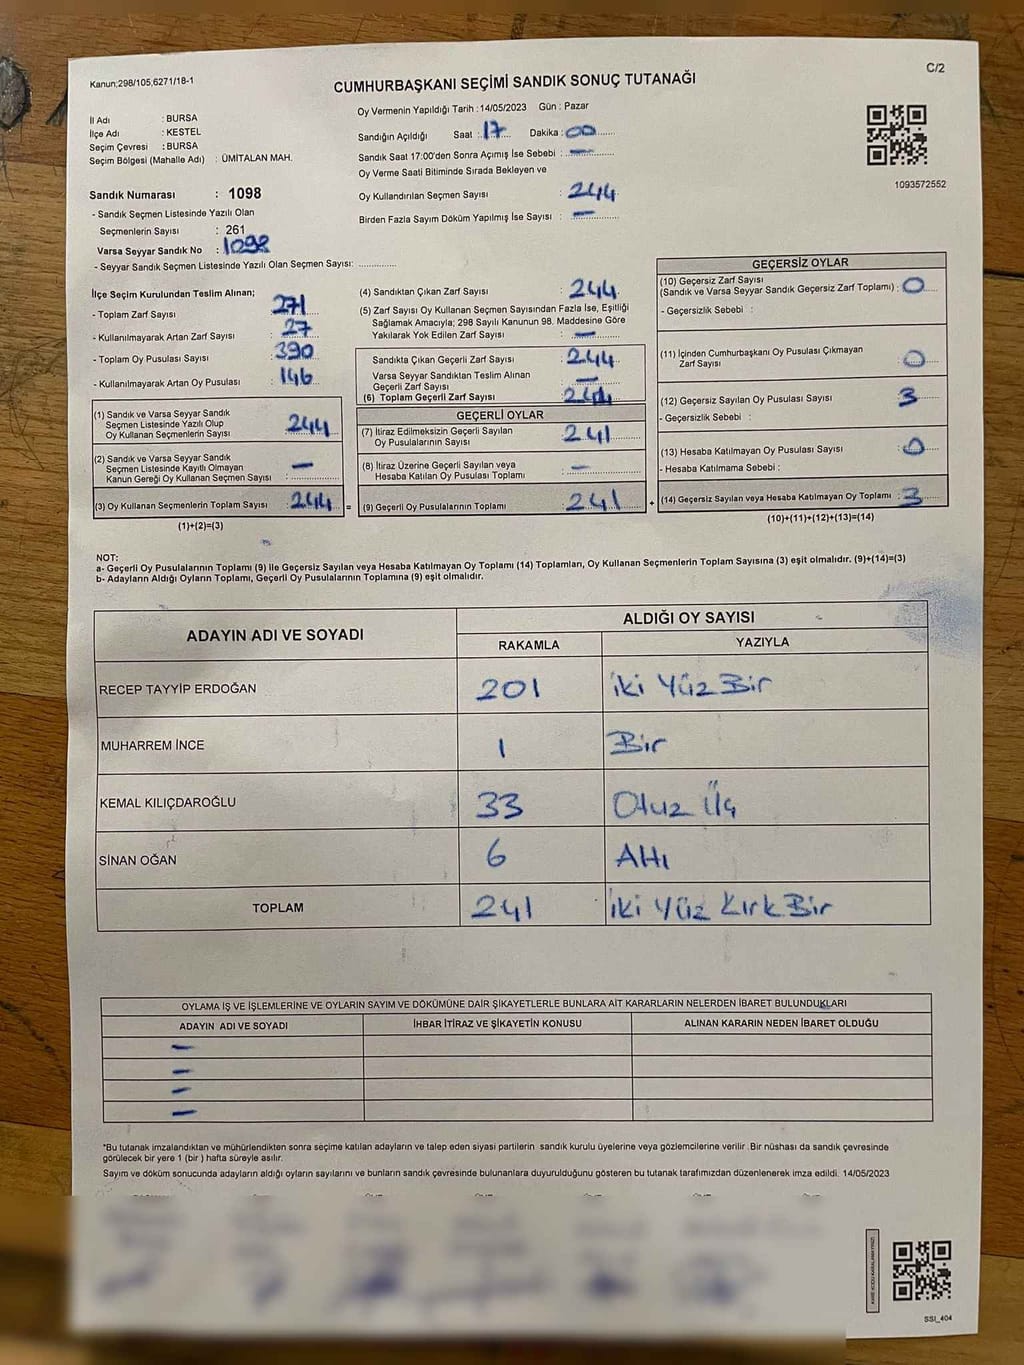 Kanun;298/105,6271/18-1
C/2
CUMHURBAŞKANI SEÇİMİ SANDIK SONUÇ TUTANAĞI
İl Adı : BURSA
İlçe Adı : KESTEL
Seçim Çevresi : BURSA
Seçim Bölgesi (Mahalle Adı) : ÜMİTALAN MAH.
Oy Vermenin Yapıldığı Tarih :14/05/2023 Gün : Pazar
Sandığın Açıldığı Saat : 17 Dakika : 00
Sandık Saat 17:00'den Sonra Açımış İse Sebebi : —
Oy Verme Saati Bitiminde Sırada Bekleyen ve
Oy Kullandırılan Seçmen Sayısı : 244
Birden Fazla Sayım Döküm Yapılmış İse Sayısı : —
1093572552
Sandık Numarası : 1098
- Sandık Seçmen Listesinde Yazılı Olan
Seçmenlerin Sayısı : 261
Varsa Seyyar Sandık No : 1098
- Seyyar Sandık Seçmen Listesinde Yazılı Olan Seçmen Sayısı: ..............
İlçe Seçim Kurulundan Teslim Alınan;
- Toplam Zarf Sayısı : 271
- Kullanılmayarak Artan Zarf Sayısı : 27
- Toplam Oy Pusulası Sayısı : 390
- Kullanılmayarak Artan Oy Pusulası : 146
(1) Sandık ve Varsa Seyyar Sandık
Seçmen Listesinde Yazılı Olup
Oy Kullanan Seçmenlerin Sayısı : 244
(2) Sandık ve Varsa Seyyar Sandık
Seçmen Listesinde Kayıtlı Olmayan
Kanun Gereği Oy Kullanan Seçmen Sayısı : —
(3) Oy Kullanan Seçmenlerin Toplam Sayısı : 244 =
(1)+(2)=(3)
(4) Sandıktan Çıkan Zarf Sayısı : 244
(5) Zarf Sayısı Oy Kullanan Seçmen Sayısından Fazla İse, Eşitliği
Sağlamak Amacıyla; 298 Sayılı Kanunun 98. Maddesine Göre
Yakılarak Yok Edilen Zarf Sayısı : —
Sandıkta Çıkan Geçerli Zarf Sayısı : 244
Varsa Seyyar Sandıktan Teslim Alınan
Geçerli Zarf Sayısı : —
(6) Toplam Geçerli Zarf Sayısı : 244
GEÇERLİ OYLAR
(7) İtiraz Edilmeksizin Geçerli Sayılan
Oy Pusulalarının Sayısı : 241
(8) İtiraz Üzerine Geçerli Sayılan veya
Hesaba Katılan Oy Pusulası Toplamı : —
(9) Geçerli Oy Pusulalarının Toplamı : 241 +
GEÇERSİZ OYLAR
(10) Geçersiz Zarf Sayısı
(Sandık ve Varsa Seyyar Sandık Geçersiz Zarf Toplamı) : 0
- Geçersizlik Sebebi :
(11) İçinden Cumhurbaşkanı Oy Pusulası Çıkmayan
Zarf Sayısı : 0
(12) Geçersiz Sayılan Oy Pusulası Sayısı : 3
- Geçersizlik Sebebi :
(13) Hesaba Katılmayan Oy Pusulası Sayısı : 0
- Hesaba Katılmama Sebebi :
(14) Geçersiz Sayılan veya Hesaba Katılmayan Oy Toplamı : 3
(10)+(11)+(12)+(13)=(14)
NOT:
a- Geçerli Oy Pusulalarının Toplamı (9) ile Geçersiz Sayılan veya Hesaba Katılmayan Oy Toplamı (14) Toplamları, Oy Kullanan Seçmenlerin Toplam Sayısına (3) eşit olmalıdır. (9)+(14)=(3)
b- Adayların Aldığı Oyların Toplamı, Geçerli Oy Pusulalarının Toplamına (9) eşit olmalıdır.
ADAYIN ADI VE SOYADI
ALDIĞI OY SAYISI
RAKAMLA YAZIYLA
RECEP TAYYİP ERDOĞAN 201 İki Yüz Bir
MUHARREM İNCE 1 Bir
KEMAL KILIÇDAROĞLU 33 Otuz Üç
SİNAN OĞAN 6 Altı
TOPLAM 241 İki Yüz Kırk Bir
OYLAMA İŞ VE İŞLEMLERİNE VE OYLARIN SAYIM VE DÖKÜMÜNE DAİR ŞİKAYETLERLE BUNLARA AİT KARARLARIN NELERDEN İBARET BULUNDUKLARI
ADAYIN ADI VE SOYADI İHBAR İTİRAZ VE ŞİKAYETİN KONUSU ALINAN KARARIN NEDEN İBARET OLDUĞU
—
—
—
—
*Bu tutanak imzalandıktan ve mühürlendikten sonra seçime katılan adayların ve talep eden siyasi partilerin sandık kurulu üyelerine veya gözlemcilerine verilir .Bir nüshası da sandık çevresinde
görülecek bir yere 1 (bir ) hafta süreyle asılır.
Sayım ve döküm sonucunda adayların aldığı oyların sayılarını ve bunların sandık çevresinde bulunanlara duyurulduğunu gösteren bu tutanak tarafımızdan düzenlenerek imza edildi. 14/05/2023
KARE KODU KARALAMAYINIZ!
SSI_404